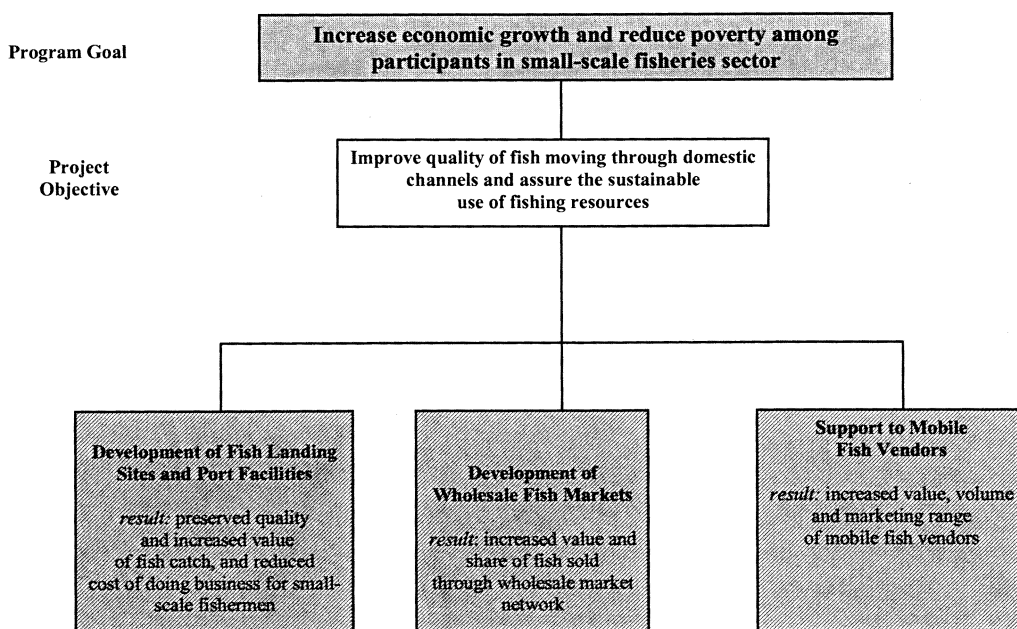 Program Goal
Increase economic growth and reduce poverty among
participants in small-scale fisheries sector
Project
Objective
Improve quality of fish moving through domestic
channels and assure the sustainable
use of fishing resources
Development of Fish Landing
Sites and Port Facilities
result: preserved quality
and increased value
of fish catch, and reduced
cost of doing business for small-
scale fishermen
Development of
Wholesale Fish Markets
result: increased value and
share of fish sold
through wholesale market
network
Support to Mobile
Fish Vendors
result: increased value, volume
and marketing range
of mobile fish vendors